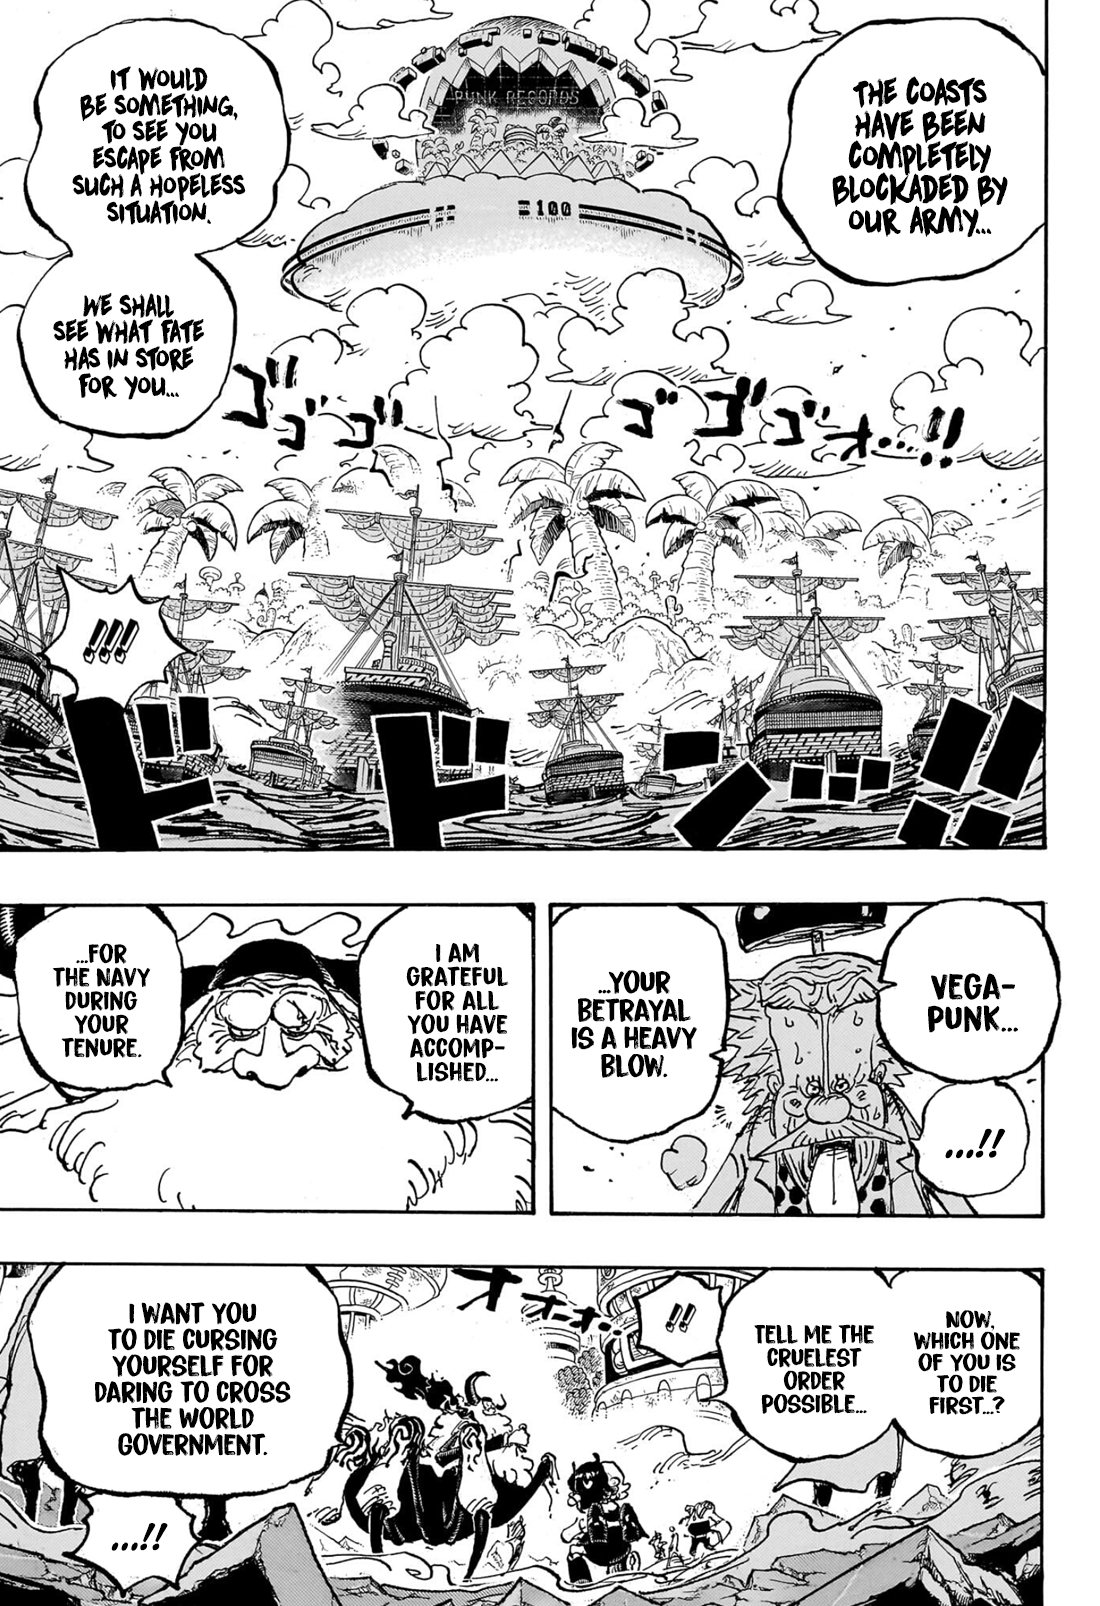 THE COASTS
HAVE BEEN
COMPLETELY
BLOCKADED BY
OUR ARMY...
IT WOULD
BE SOMETHING,
TO SEE YOU
ESCAPE FROM
SUCH A HOPELESS
SITUATION.
WE SHALL
SEE WHAT FATE
HAS IN STORE
FOR YOU...
PUNK RECORDS
100
ゴゴゴゴ
ゴゴゴオ...!!
!!!!
ドドン!!
VEGA-
PUNK...
...!!
...YOUR
BETRAYAL
IS A HEAVY
BLOW.
I AM
GRATEFUL
FOR ALL
YOU HAVE
ACCOMP-
LISHED...
...FOR
THE NAVY
DURING
YOUR
TENURE.
NOW,
WHICH ONE
OF YOU IS
TO DIE
FIRST...?
TELL ME THE
CRUELEST
ORDER
POSSIBLE...
!!
オオオオ...
I WANT YOU
TO DIE CURSING
YOURSELF FOR
DARING TO CROSS
THE WORLD
GOVERNMENT.
...!!